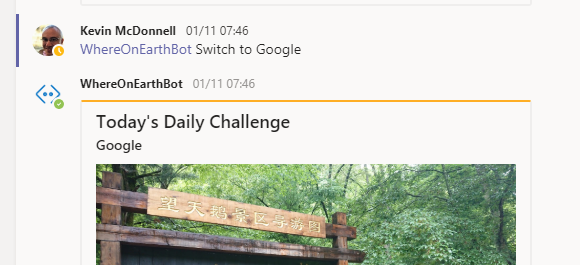 Kevin McDonnell 01/11 07:46
WhereOnEarthBot Switch to Google
WhereOnEarthBot 01/11 07:46
Today's Daily Challenge
Google
望天鹅景区导游图